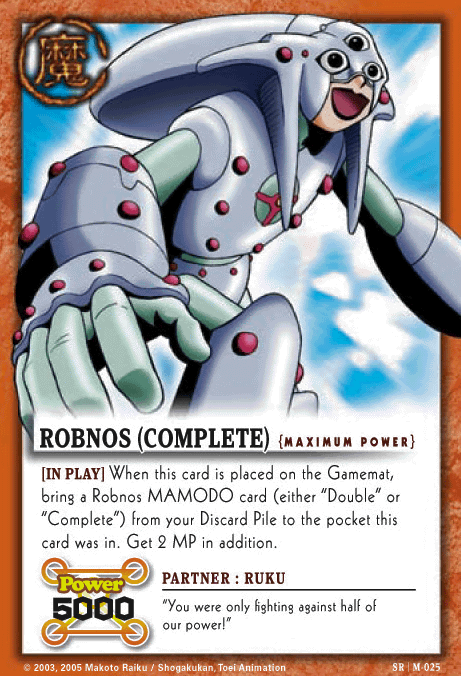 魔
ROBNOS (COMPLETE) {MAXIMUM POWER}
[IN PLAY] When this card is placed on the Gamemat,
bring a Robnos MAMODO card (either "Double" or
"Complete") from your Discard Pile to the pocket this
card was in. Get 2 MP in addition.
Power
5000
PARTNER : RUKU
"You were only fighting against half of
our power!"
© 2003, 2005 Makoto Raiku / Shogakukan, Toei Animation
SR | M-025